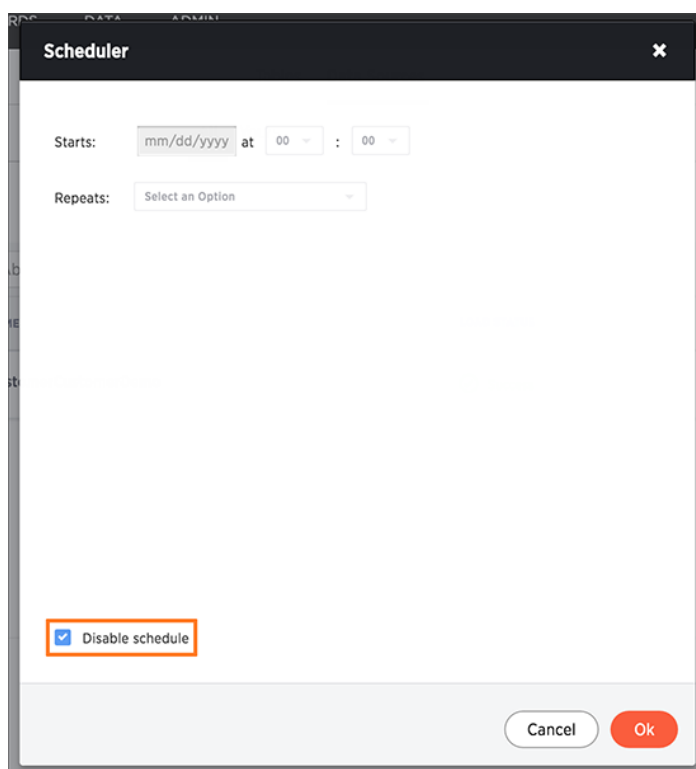 DATA ADMIN
Scheduler
Starts: mm/dd/yyyy at 00 : 00
Repeats: Select an Option
Disable schedule
Cancel Ok